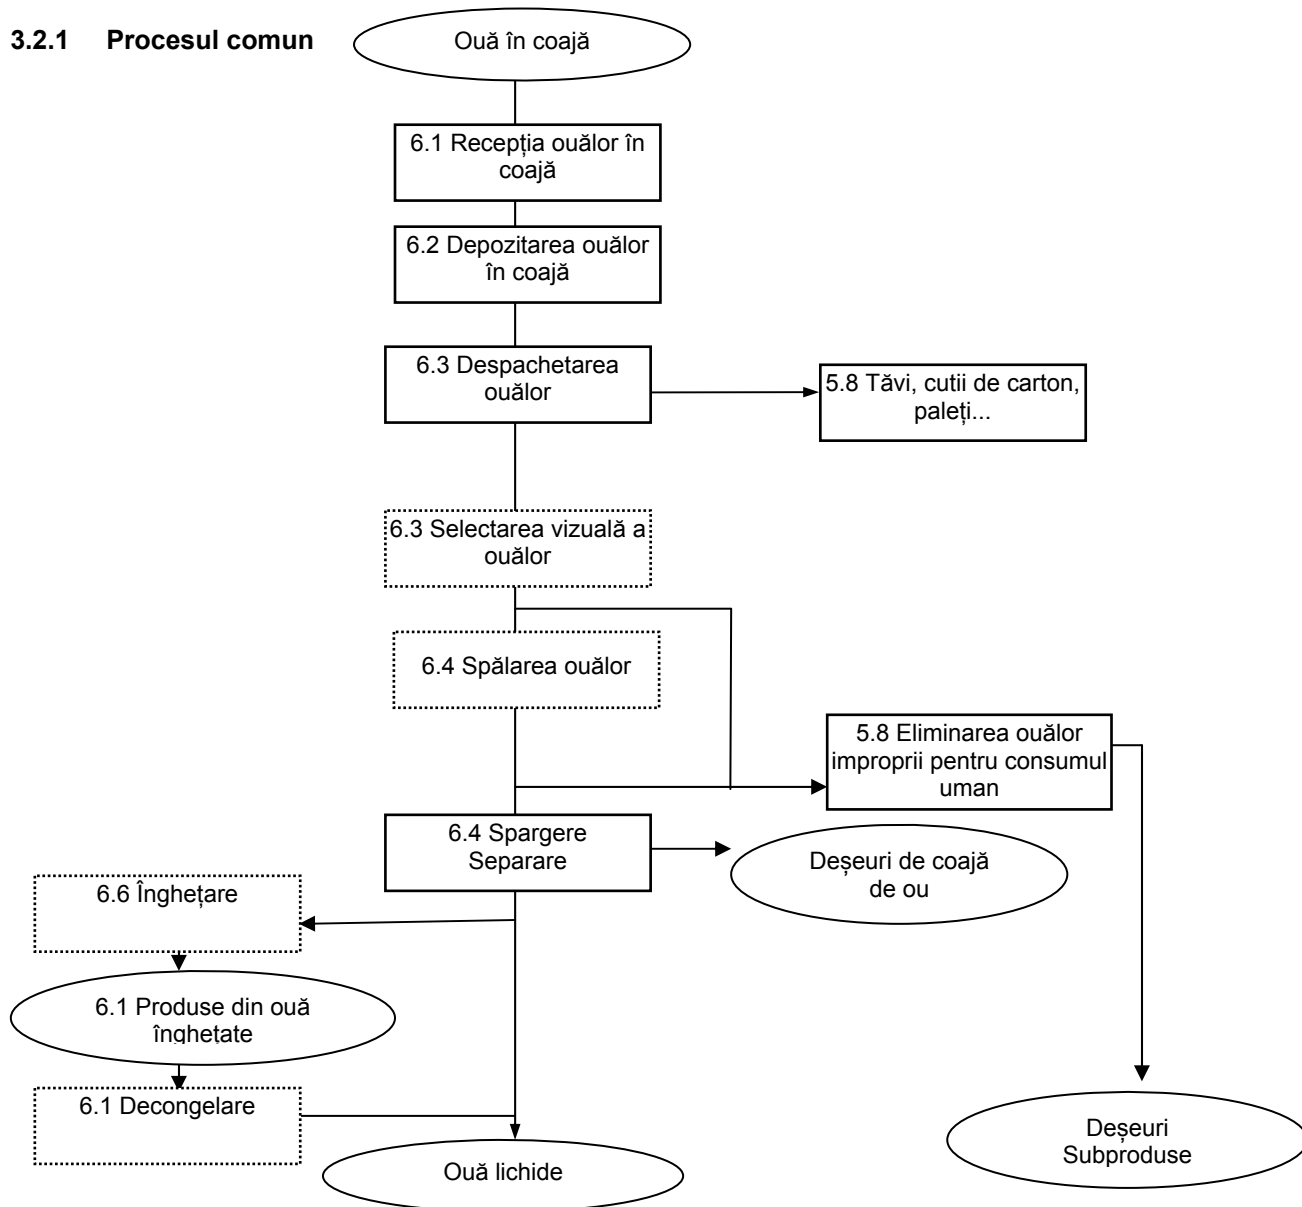 3.2.1 Procesul comun
Ouă în coajă
6.1 Recepția ouălor în
coajă
6.2 Depozitarea ouălor
în coajă
6.3 Despachetarea
ouălor
5.8 Tăvi, cutii de carton,
paleți...
6.3 Selectarea vizuală a
ouălor
6.4 Spălarea ouălor
5.8 Eliminarea ouălor
improprii pentru consumul
uman
6.4 Spargere
Separare
Deșeuri de coajă
de ou
6.6 Înghețare
6.1 Produse din ouă
înghețate
6.1 Decongelare
Ouă lichide
Deșeuri
Subproduse